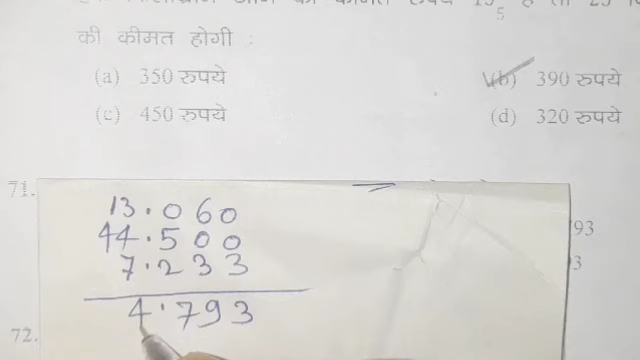 की कीमत होगी :
(a) 350 रुपये (b) 390 रुपये
(c) 450 रुपये (d) 320 रुपये
71.
13.060
44.500
7.233
4.793
93
3
72.